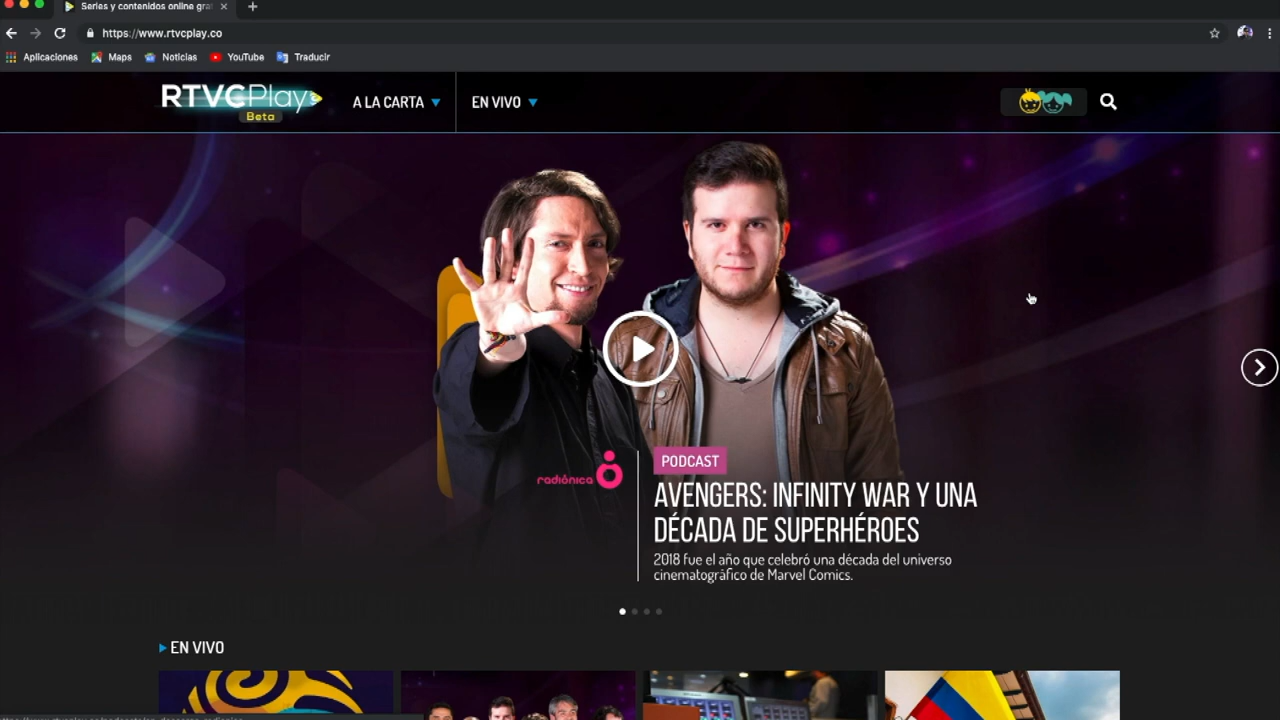 Series y contenidos online gra
https://www.rtvcplay.co
Aplicaciones Maps Noticias YouTube Traducir
RTVCPlay
Beta
A LA CARTA
EN VIVO
radiónica
PODCAST
AVENGERS: INFINITY WAR Y UNA
DÉCADA DE SUPERHÉROES
2018 fue el año que celebró una década del universo
cinematográfico de Marvel Comics.
EN VIVO